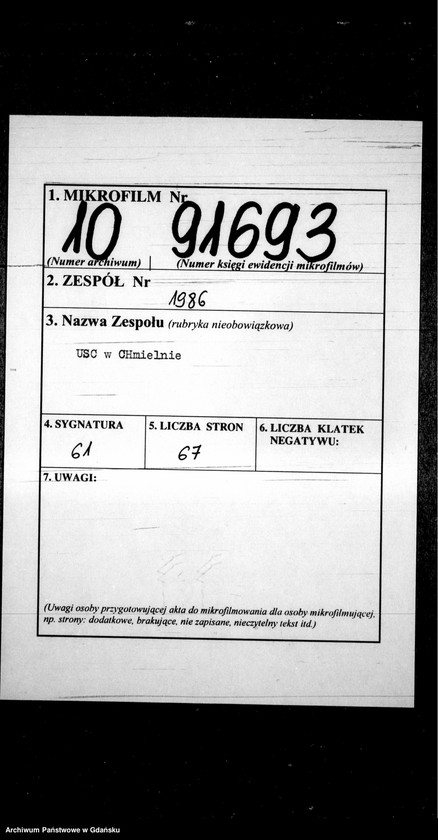 1. MIKROFILM Nr
10 91693
(Numer archiwum) (Numer księgi ewidencji mikrofilmów)
2. ZESPÓŁ Nr
1986
3. Nazwa Zespołu (rubryka nieobowiązkowa)
USC w CHmielnie
4. SYGNATURA 5. LICZBA STRON 6. LICZBA KLATEK
NEGATYWU:
61 67
7. UWAGI:
(Uwagi osoby przygotowującej akta do mikrofilmowania dla osoby mikrofilmującej.
np. strony: dodatkowe, brakujące, nie zapisane, nieczytelny tekst itd.)
Archiwum Państwowe w Gdańsku